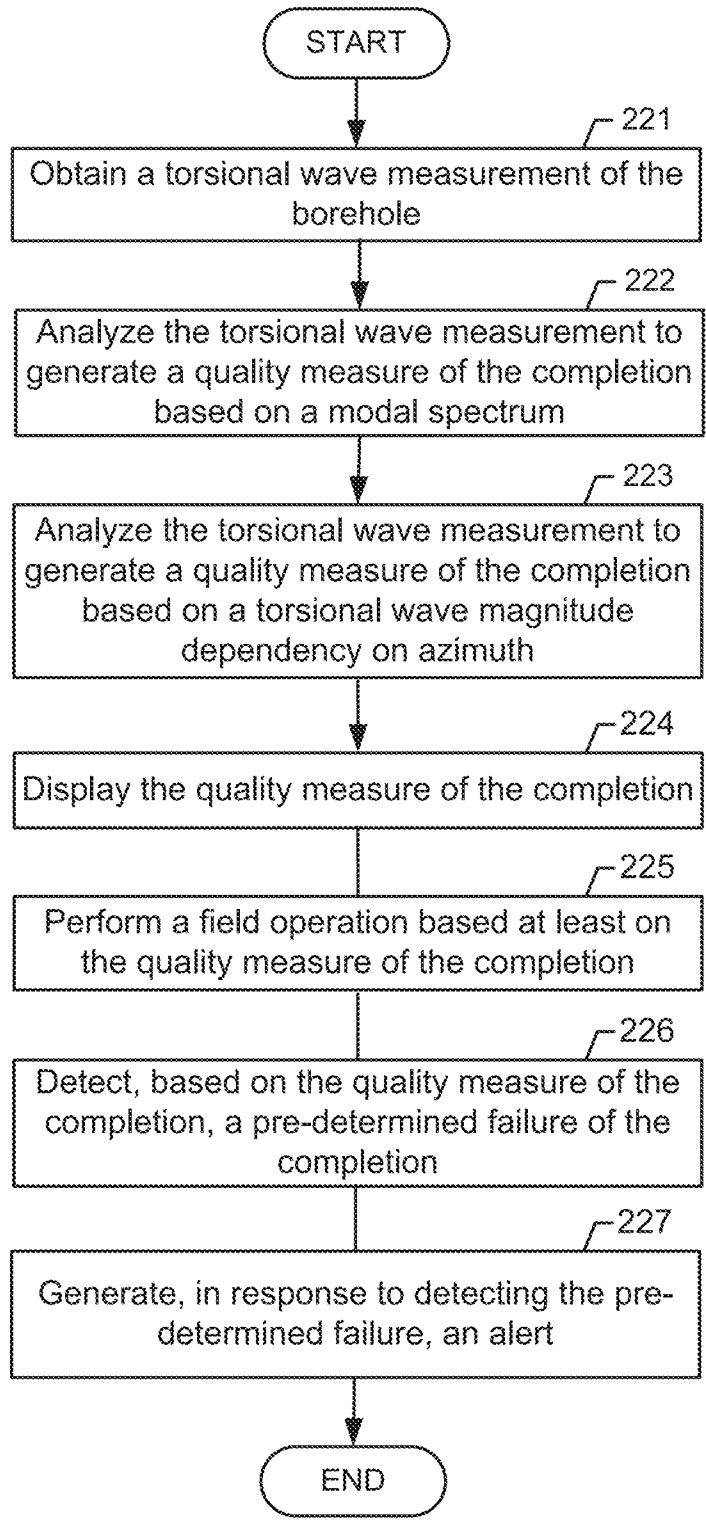 START
221
Obtain a torsional wave measurement of the
borehole
222
Analyze the torsional wave measurement to
generate a quality measure of the completion
based on a modal spectrum
223
Analyze the torsional wave measurement to
generate a quality measure of the completion
based on a torsional wave magnitude
dependency on azimuth
224
Display the quality measure of the completion
225
Perform a field operation based at least on
the quality measure of the completion
226
Detect, based on the quality measure of the
completion, a pre-determined failure of the
completion
227
Generate, in response to detecting the pre-
determined failure, an alert
END